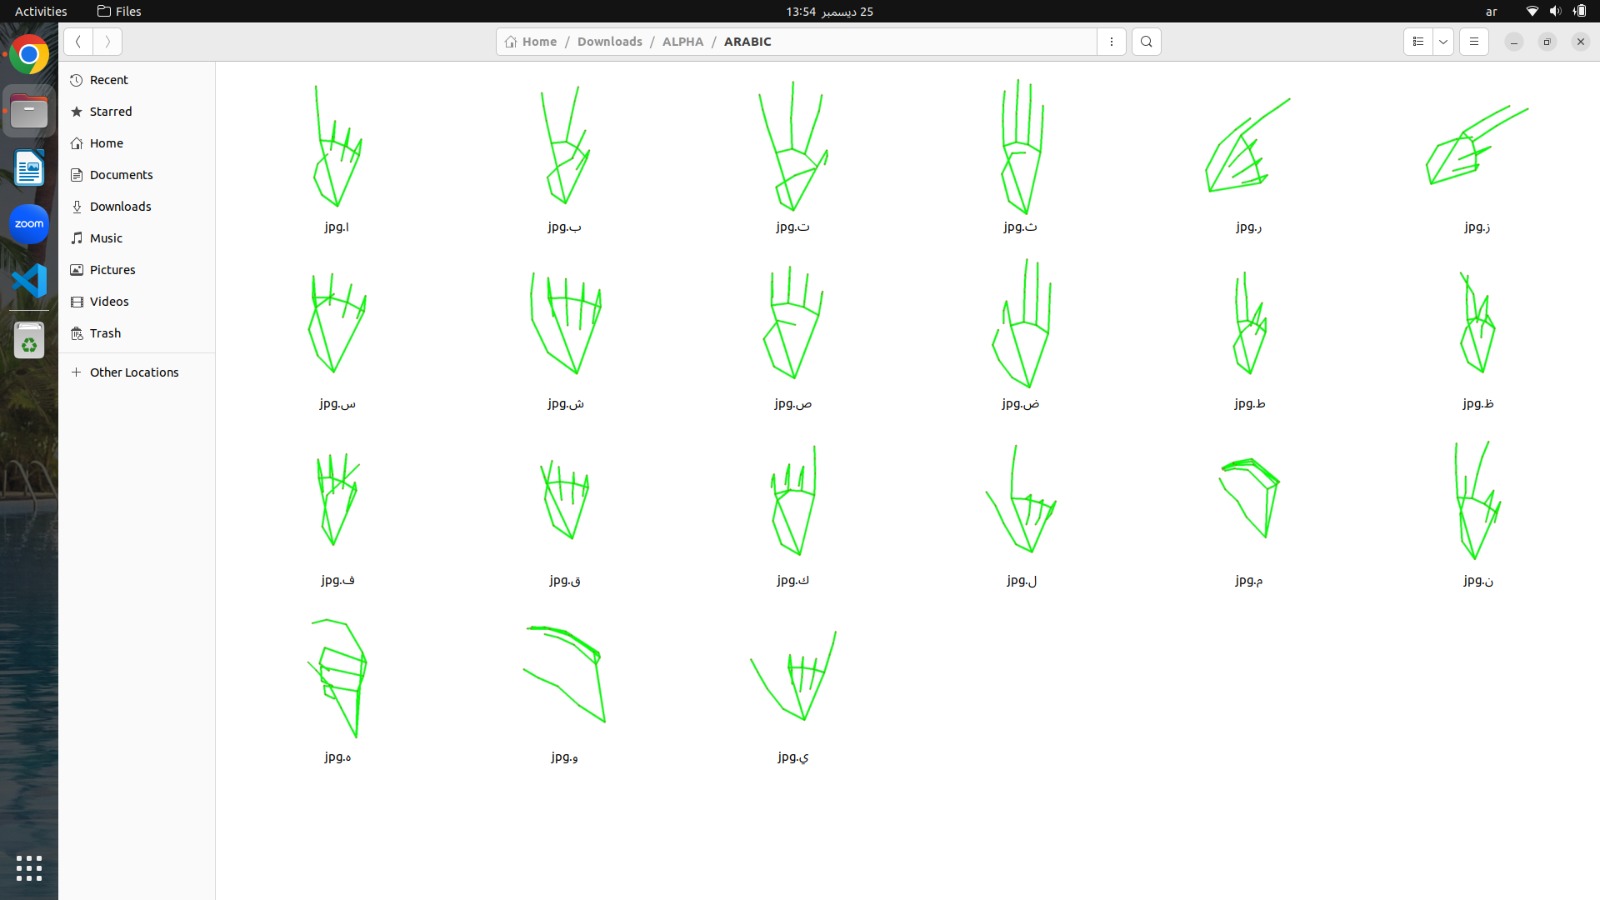 Activities
Files
25 ديسمبر 13:54
ar
Home / Downloads / ALPHA / ARABIC
Recent
Starred
Home
Documents
Downloads
Music
Pictures
Videos
Trash
Other Locations
zoom
ا.jpg
ب.jpg
ت.jpg
ث.jpg
ر.jpg
ز.jpg
س.jpg
ش.jpg
ص.jpg
ض.jpg
ط.jpg
ظ.jpg
ف.jpg
ق.jpg
ك.jpg
ل.jpg
م.jpg
ن.jpg
ه.jpg
و.jpg
ي.jpg